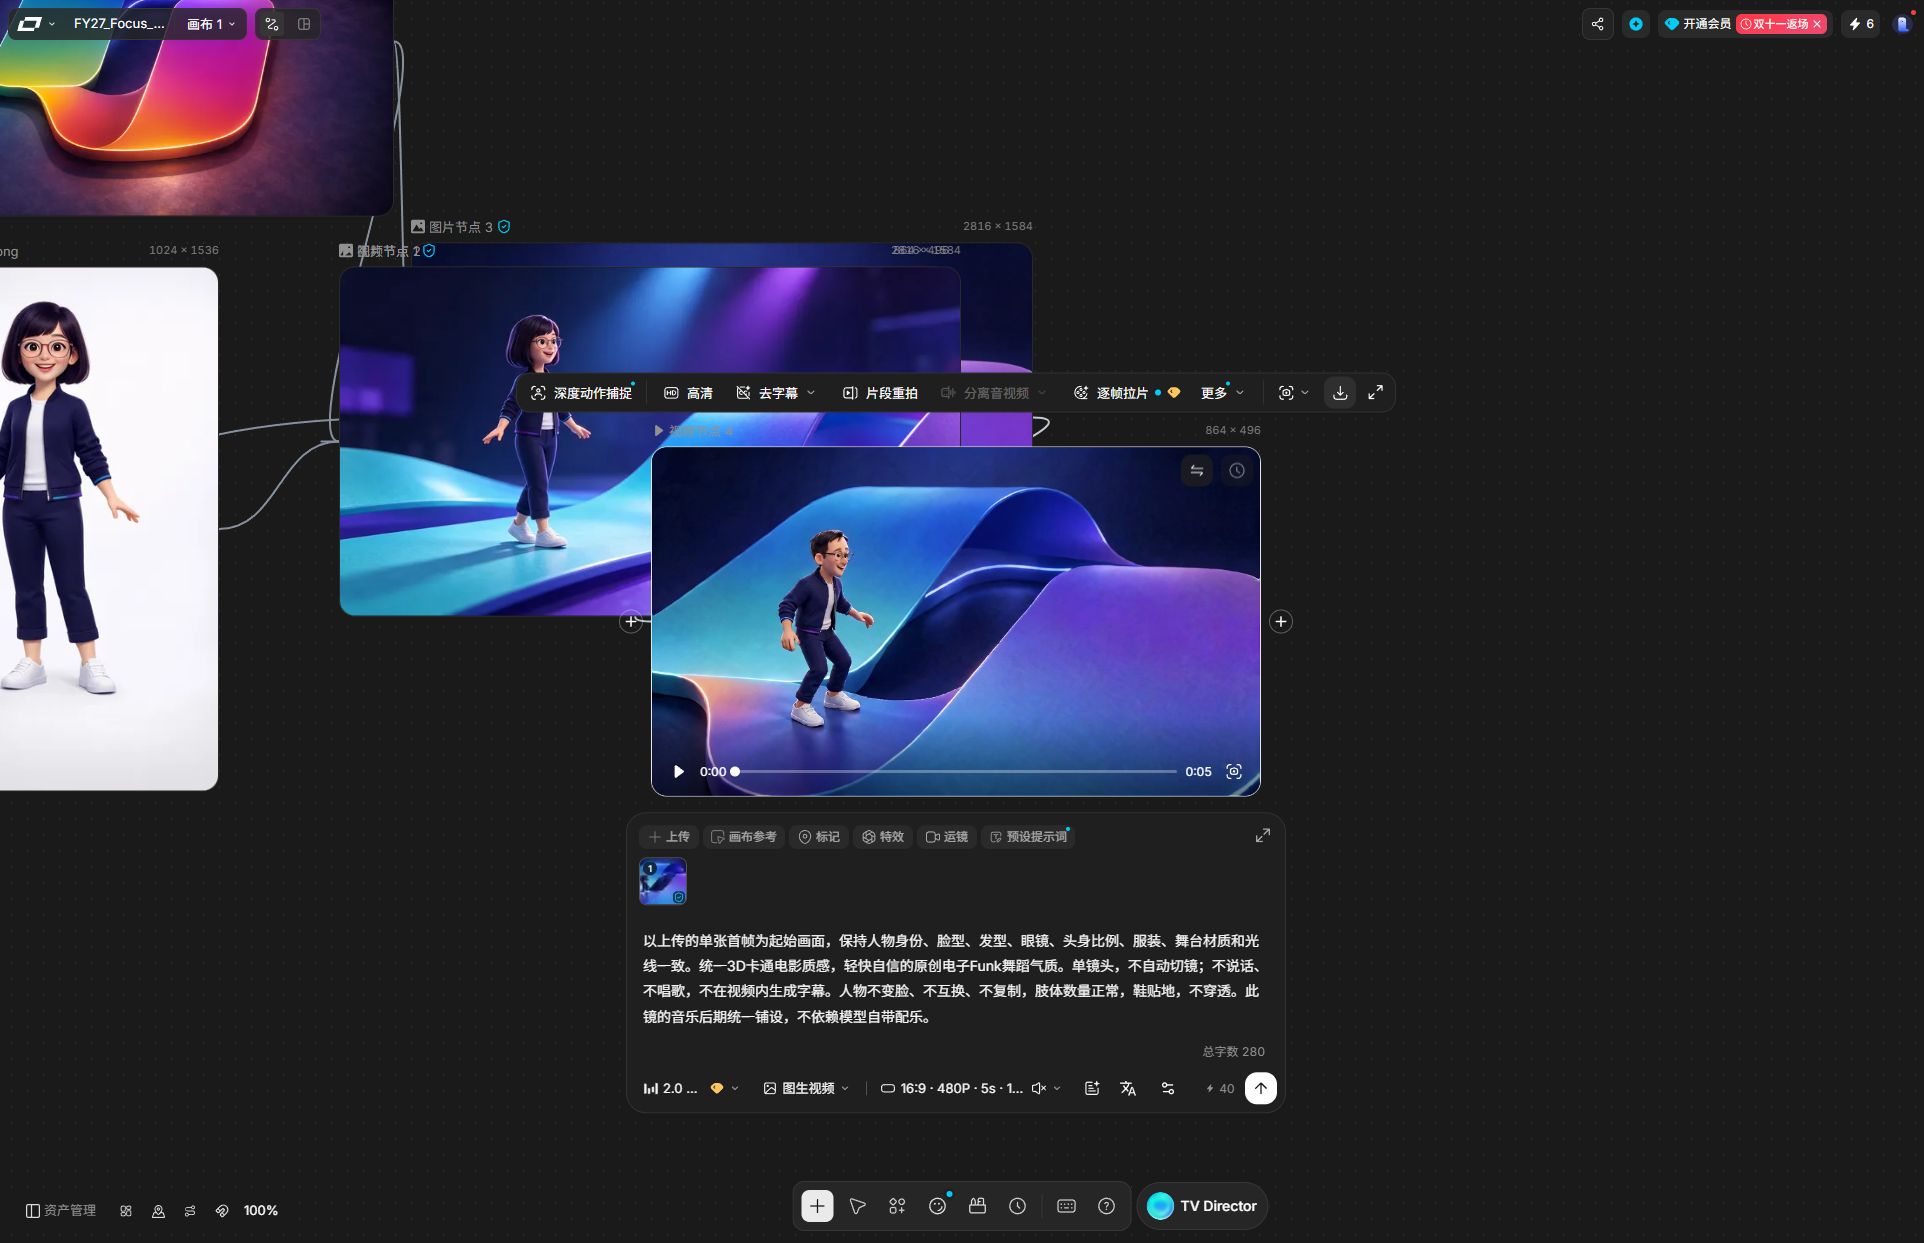 FY27_Focus_...
画布 1
开通会员
双十一返场
6
图片节点 3
2816 × 1584
ong
1024 × 1536
深度动作捕捉
HD 高清
去字幕
片段重拍
分离音视频
逐帧拉片
更多
视频节点 4
864 × 496
0:00
0:05
上传
画布参考
标记
特效
运镜
预设提示词
1
以上传的单张首帧为起始画面，保持人物身份、脸型、发型、眼镜、头身比例、服装、舞台材质和光
线一致。统一3D卡通电影质感，轻快自信的原创电子Funk舞蹈气质。单镜头，不自动切镜；不说话、
不唱歌，不在视频内生成字幕。人物不变脸、不互换、不复制，肢体数量正常，鞋贴地，不穿透。此
镜的音乐后期统一铺设，不依赖模型自带配乐。
总字数 280
2.0 ...
图生视频
16:9 · 480P · 5s · 1...
40
资产管理
100%
TV Director